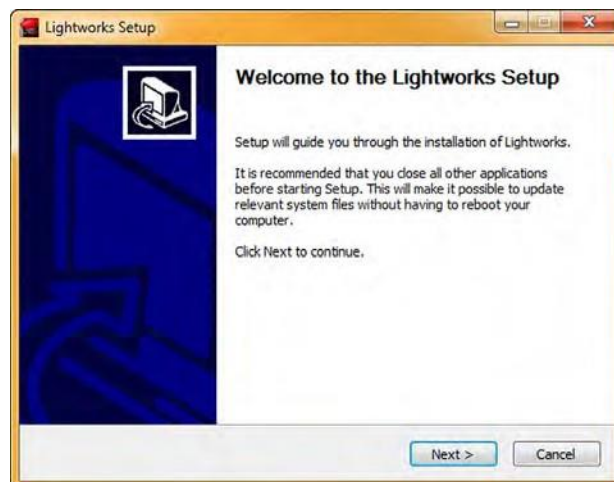 Lightworks Setup
Welcome to the Lightworks Setup
Setup will guide you through the installation of Lightworks.
It is recommended that you close all other applications
before starting Setup. This will make it possible to update
relevant system files without having to reboot your
computer.
Click Next to continue.
Next >
Cancel